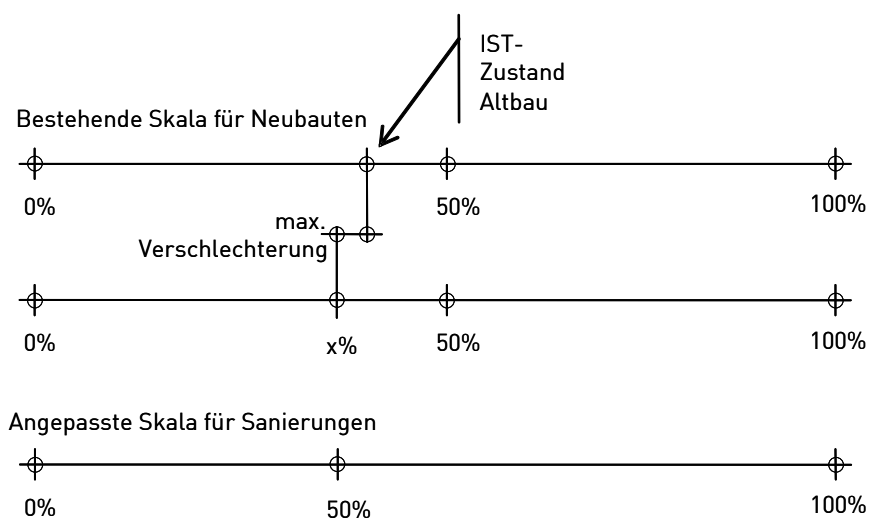 IST-
Zustand
Altbau
Bestehende Skala für Neubauten
0%
50%
100%
max.
Verschlechterung
0%
x%
50%
100%
Angepasste Skala für Sanierungen
0%
50%
100%